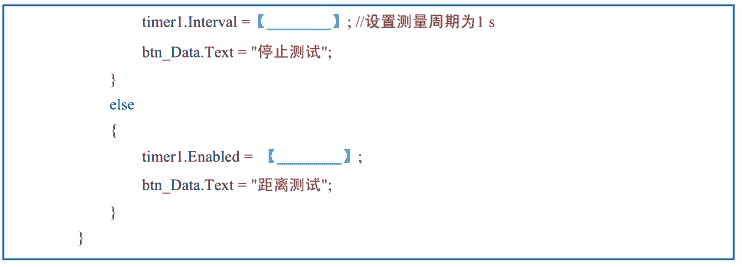 timer1.Interval =【________】; //设置测量周期为1 s
btn_Data.Text = "停止测试";
}
else
{
timer1.Enabled = 【________】;
btn_Data.Text = "距离测试";
}
}